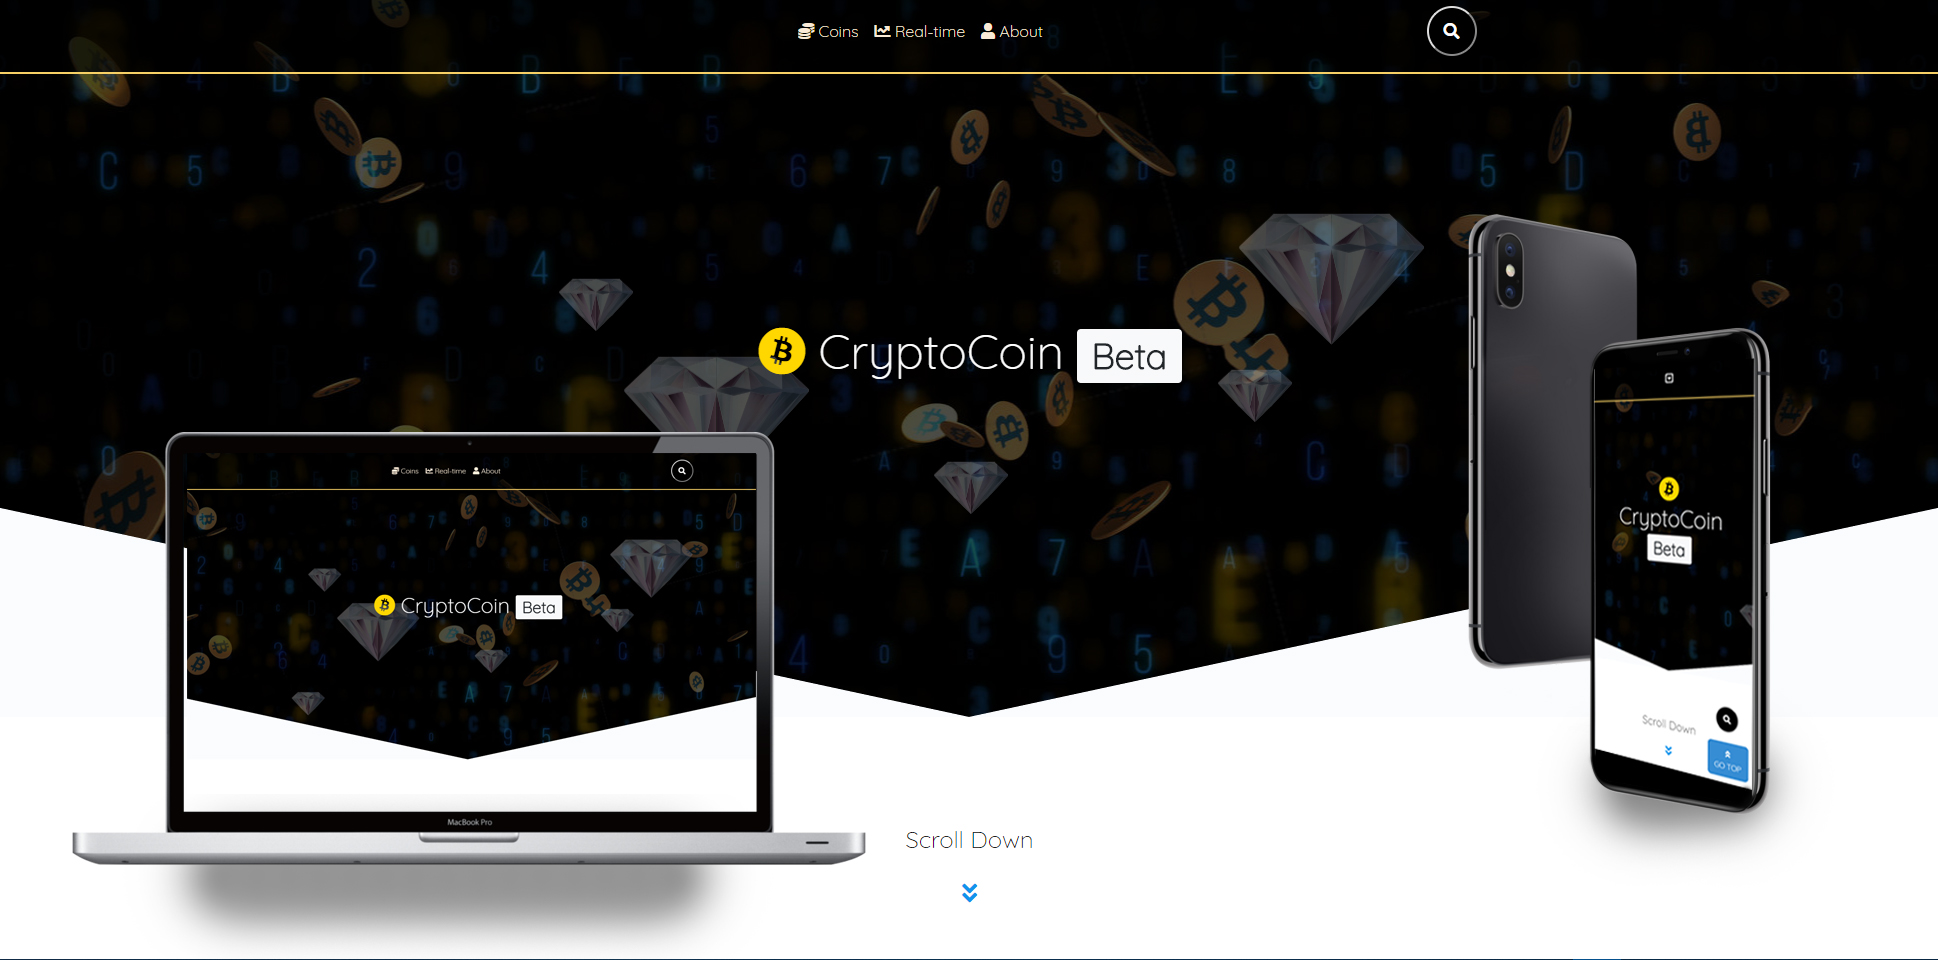 Coins Real-time About
CryptoCoin Beta
Coins Real-time About
CryptoCoin Beta
MacBook Pro
CryptoCoin
Beta
Scroll Down
GO TOP
Scroll Down